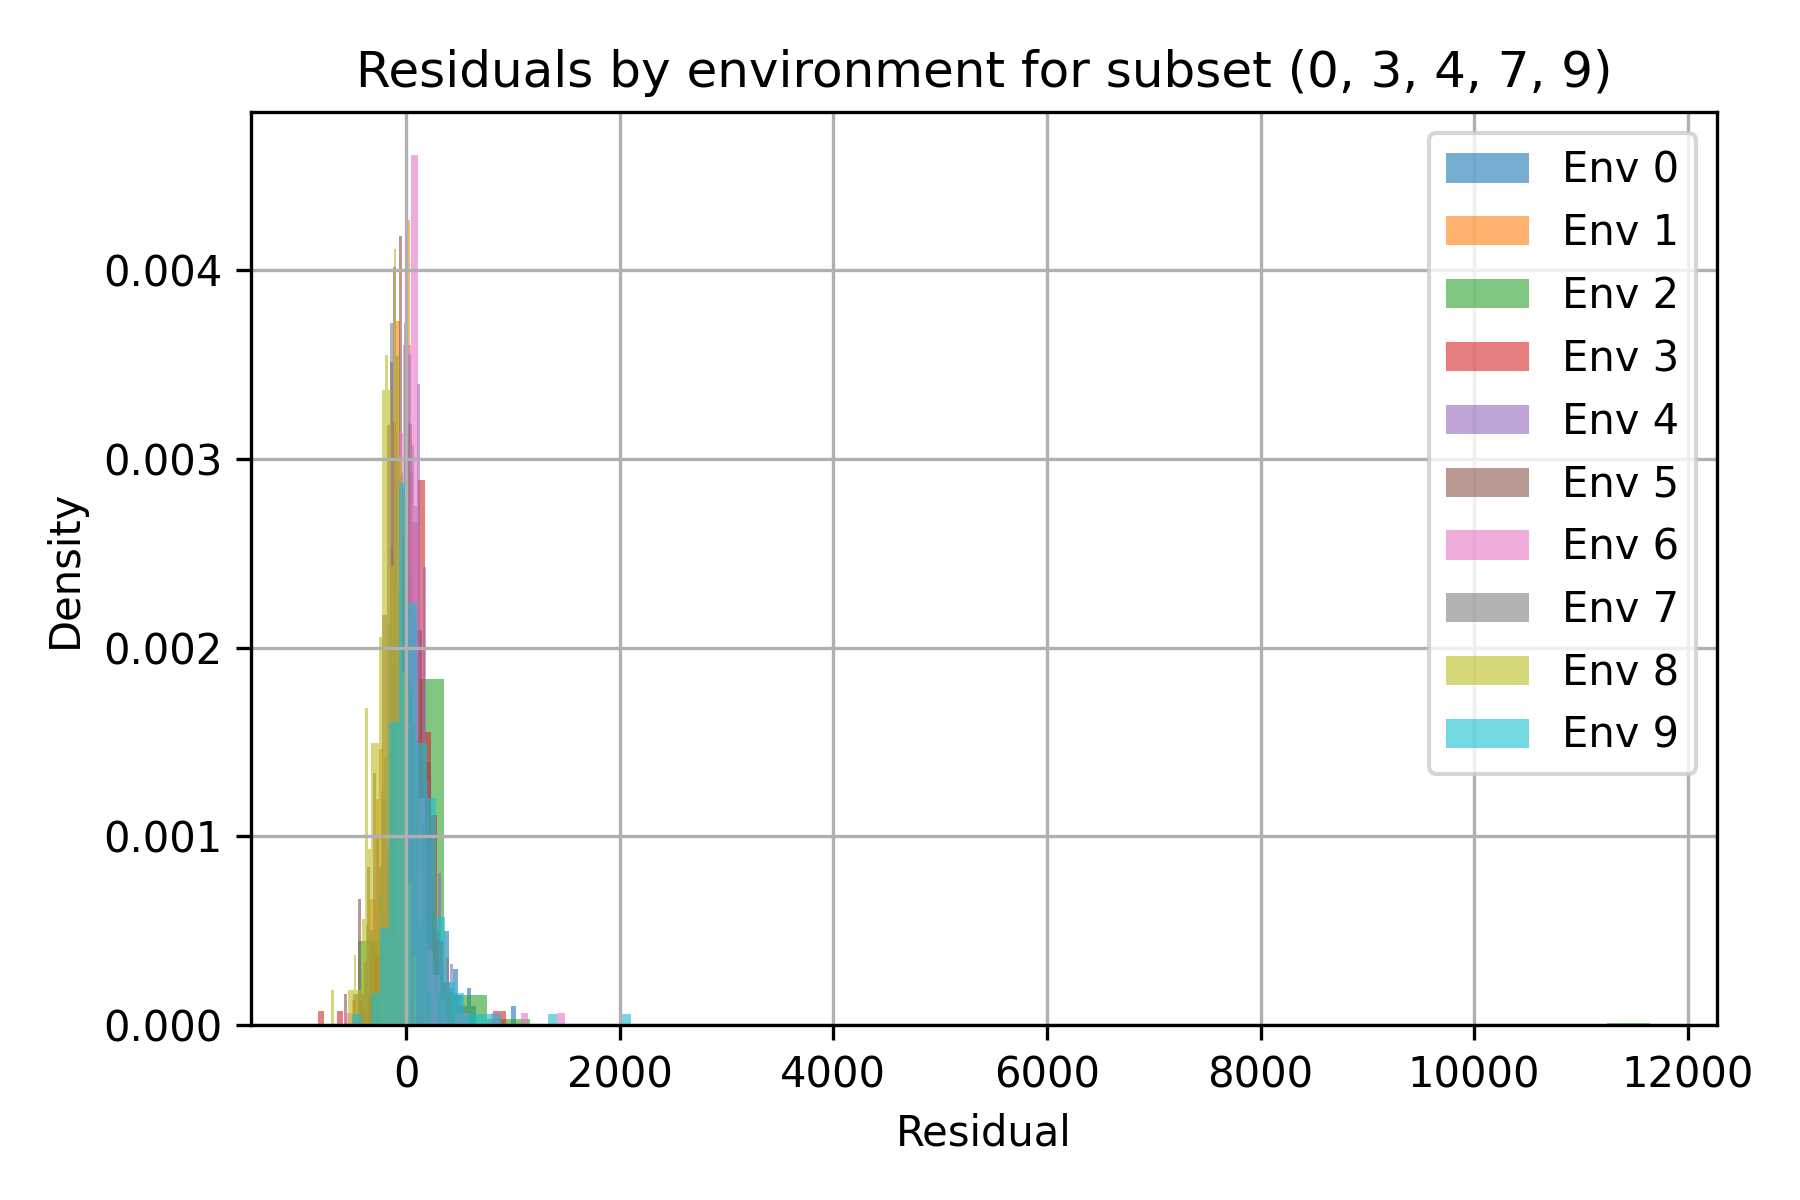 Residuals by environment for subset (0, 3, 4, 7, 9)
Density
0.004
0.003
0.002
0.001
0.000
0
2000
4000
6000
8000
10000
12000
Residual
Env 0
Env 1
Env 2
Env 3
Env 4
Env 5
Env 6
Env 7
Env 8
Env 9